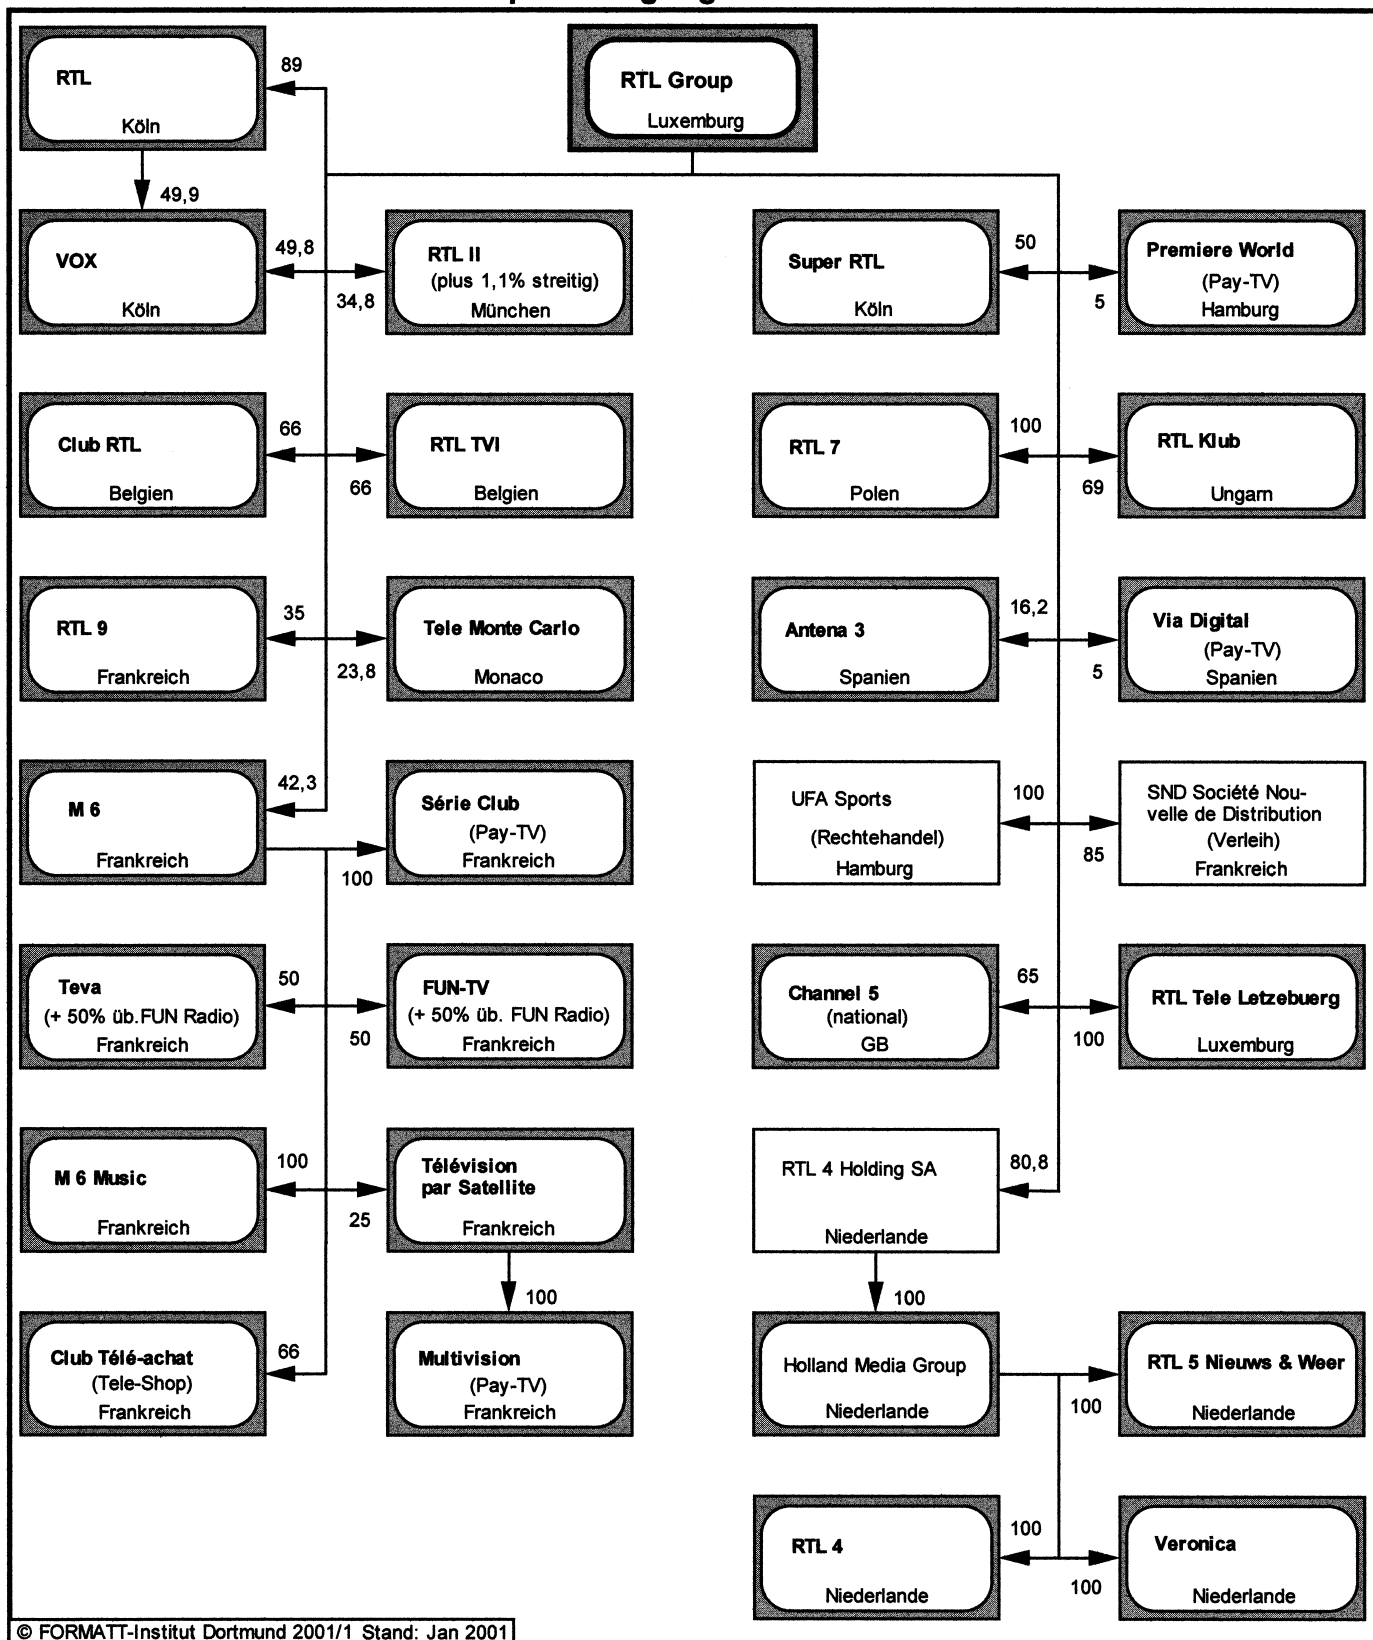 RTL Group
Luxemburg
RTL
Köln
89
49,9
VOX
Köln
49,8
34,8
RTL II
(plus 1,1% streitig)
München
Super RTL
Köln
50
5
Premiere World
(Pay-TV)
Hamburg
Club RTL
Belgien
66
66
RTL TVI
Belgien
RTL 7
Polen
100
69
RTL Klub
Ungarn
RTL 9
Frankreich
35
23,8
Tele Monte Carlo
Monaco
Antena 3
Spanien
16,2
5
Via Digital
(Pay-TV)
Spanien
M 6
Frankreich
42,3
100
Série Club
(Pay-TV)
Frankreich
UFA Sports
(Rechtehandel)
Hamburg
100
85
SND Société Nou-
velle de Distribution
(Verleih)
Frankreich
Teva
(+ 50% üb.FUN Radio)
Frankreich
50
50
FUN-TV
(+ 50% üb. FUN Radio)
Frankreich
Channel 5
(national)
GB
65
100
RTL Tele Letzebuerg
Luxemburg
M 6 Music
Frankreich
100
25
Télévision
par Satellite
Frankreich
RTL 4 Holding SA
Niederlande
80,8
100
100
Club Télé-achat
(Tele-Shop)
Frankreich
66
Multivision
(Pay-TV)
Frankreich
Holland Media Group
Niederlande
100
RTL 5 Nieuws & Weer
Niederlande
RTL 4
Niederlande
100
100
Veronica
Niederlande
© FORMATT-Institut Dortmund 2001/1 Stand: Jan 2001